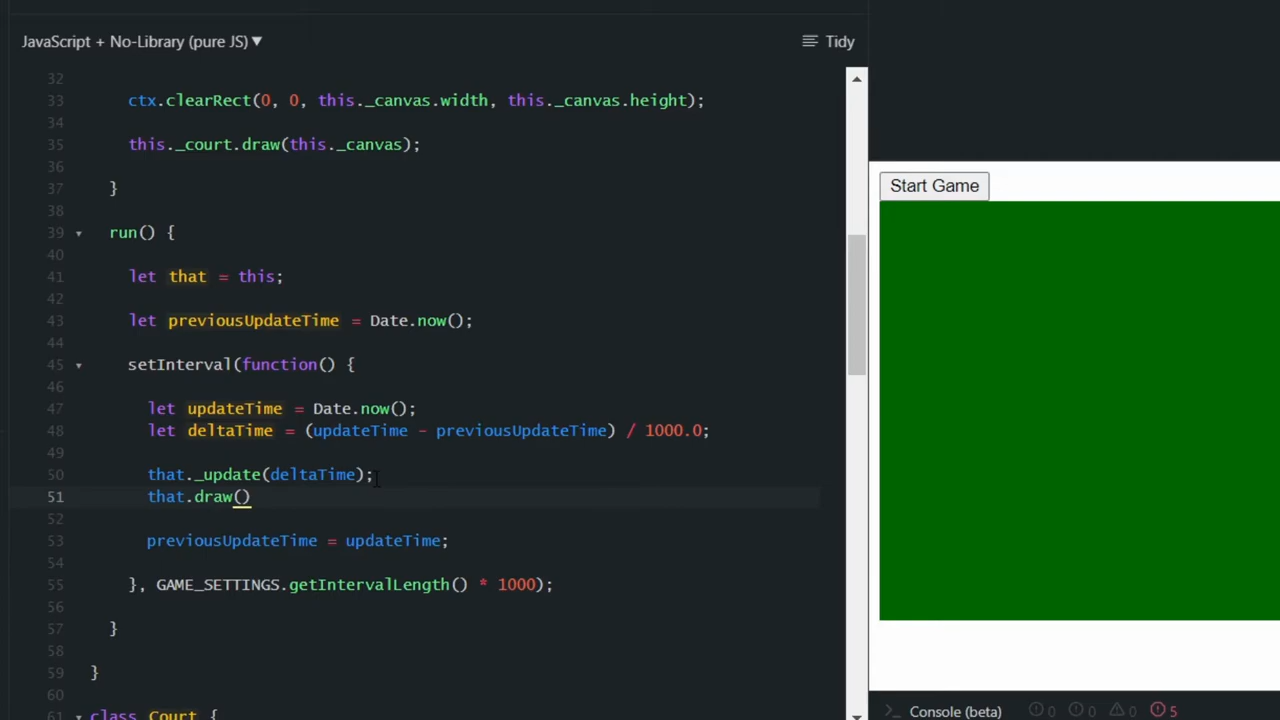 JavaScript + No-Library (pure JS) ▼
Tidy
32
33 ctx.clearRect(0, 0, this._canvas.width, this._canvas.height);
34
35 this._court.draw(this._canvas);
36
37 }
38
39 run() {
40
41 let that = this;
42
43 let previousUpdateTime = Date.now();
44
45 setInterval(function() {
46
47 let updateTime = Date.now();
48 let deltaTime = (updateTime - previousUpdateTime) / 1000.0;
49
50 that._update(deltaTime);
51 that.draw()
52
53 previousUpdateTime = updateTime;
54
55 }, GAME_SETTINGS.getIntervalLength() * 1000);
56
57 }
58
59 }
60
61 class Court {
Start Game
>_ Console (beta) 0 0 0 5